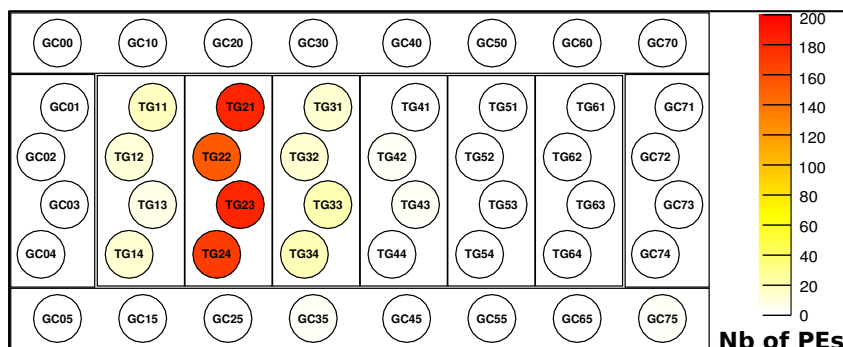 GC00 GC10 GC20 GC30 GC40 GC50 GC60 GC70
GC01 TG11 TG21 TG31 TG41 TG51 TG61 GC71
GC02 TG12 TG22 TG32 TG42 TG52 TG62 GC72
GC03 TG13 TG23 TG33 TG43 TG53 TG63 GC73
GC04 TG14 TG24 TG34 TG44 TG54 TG64 GC74
GC05 GC15 GC25 GC35 GC45 GC55 GC65 GC75
200
180
160
140
120
100
80
60
40
20
0
Nb of PEs